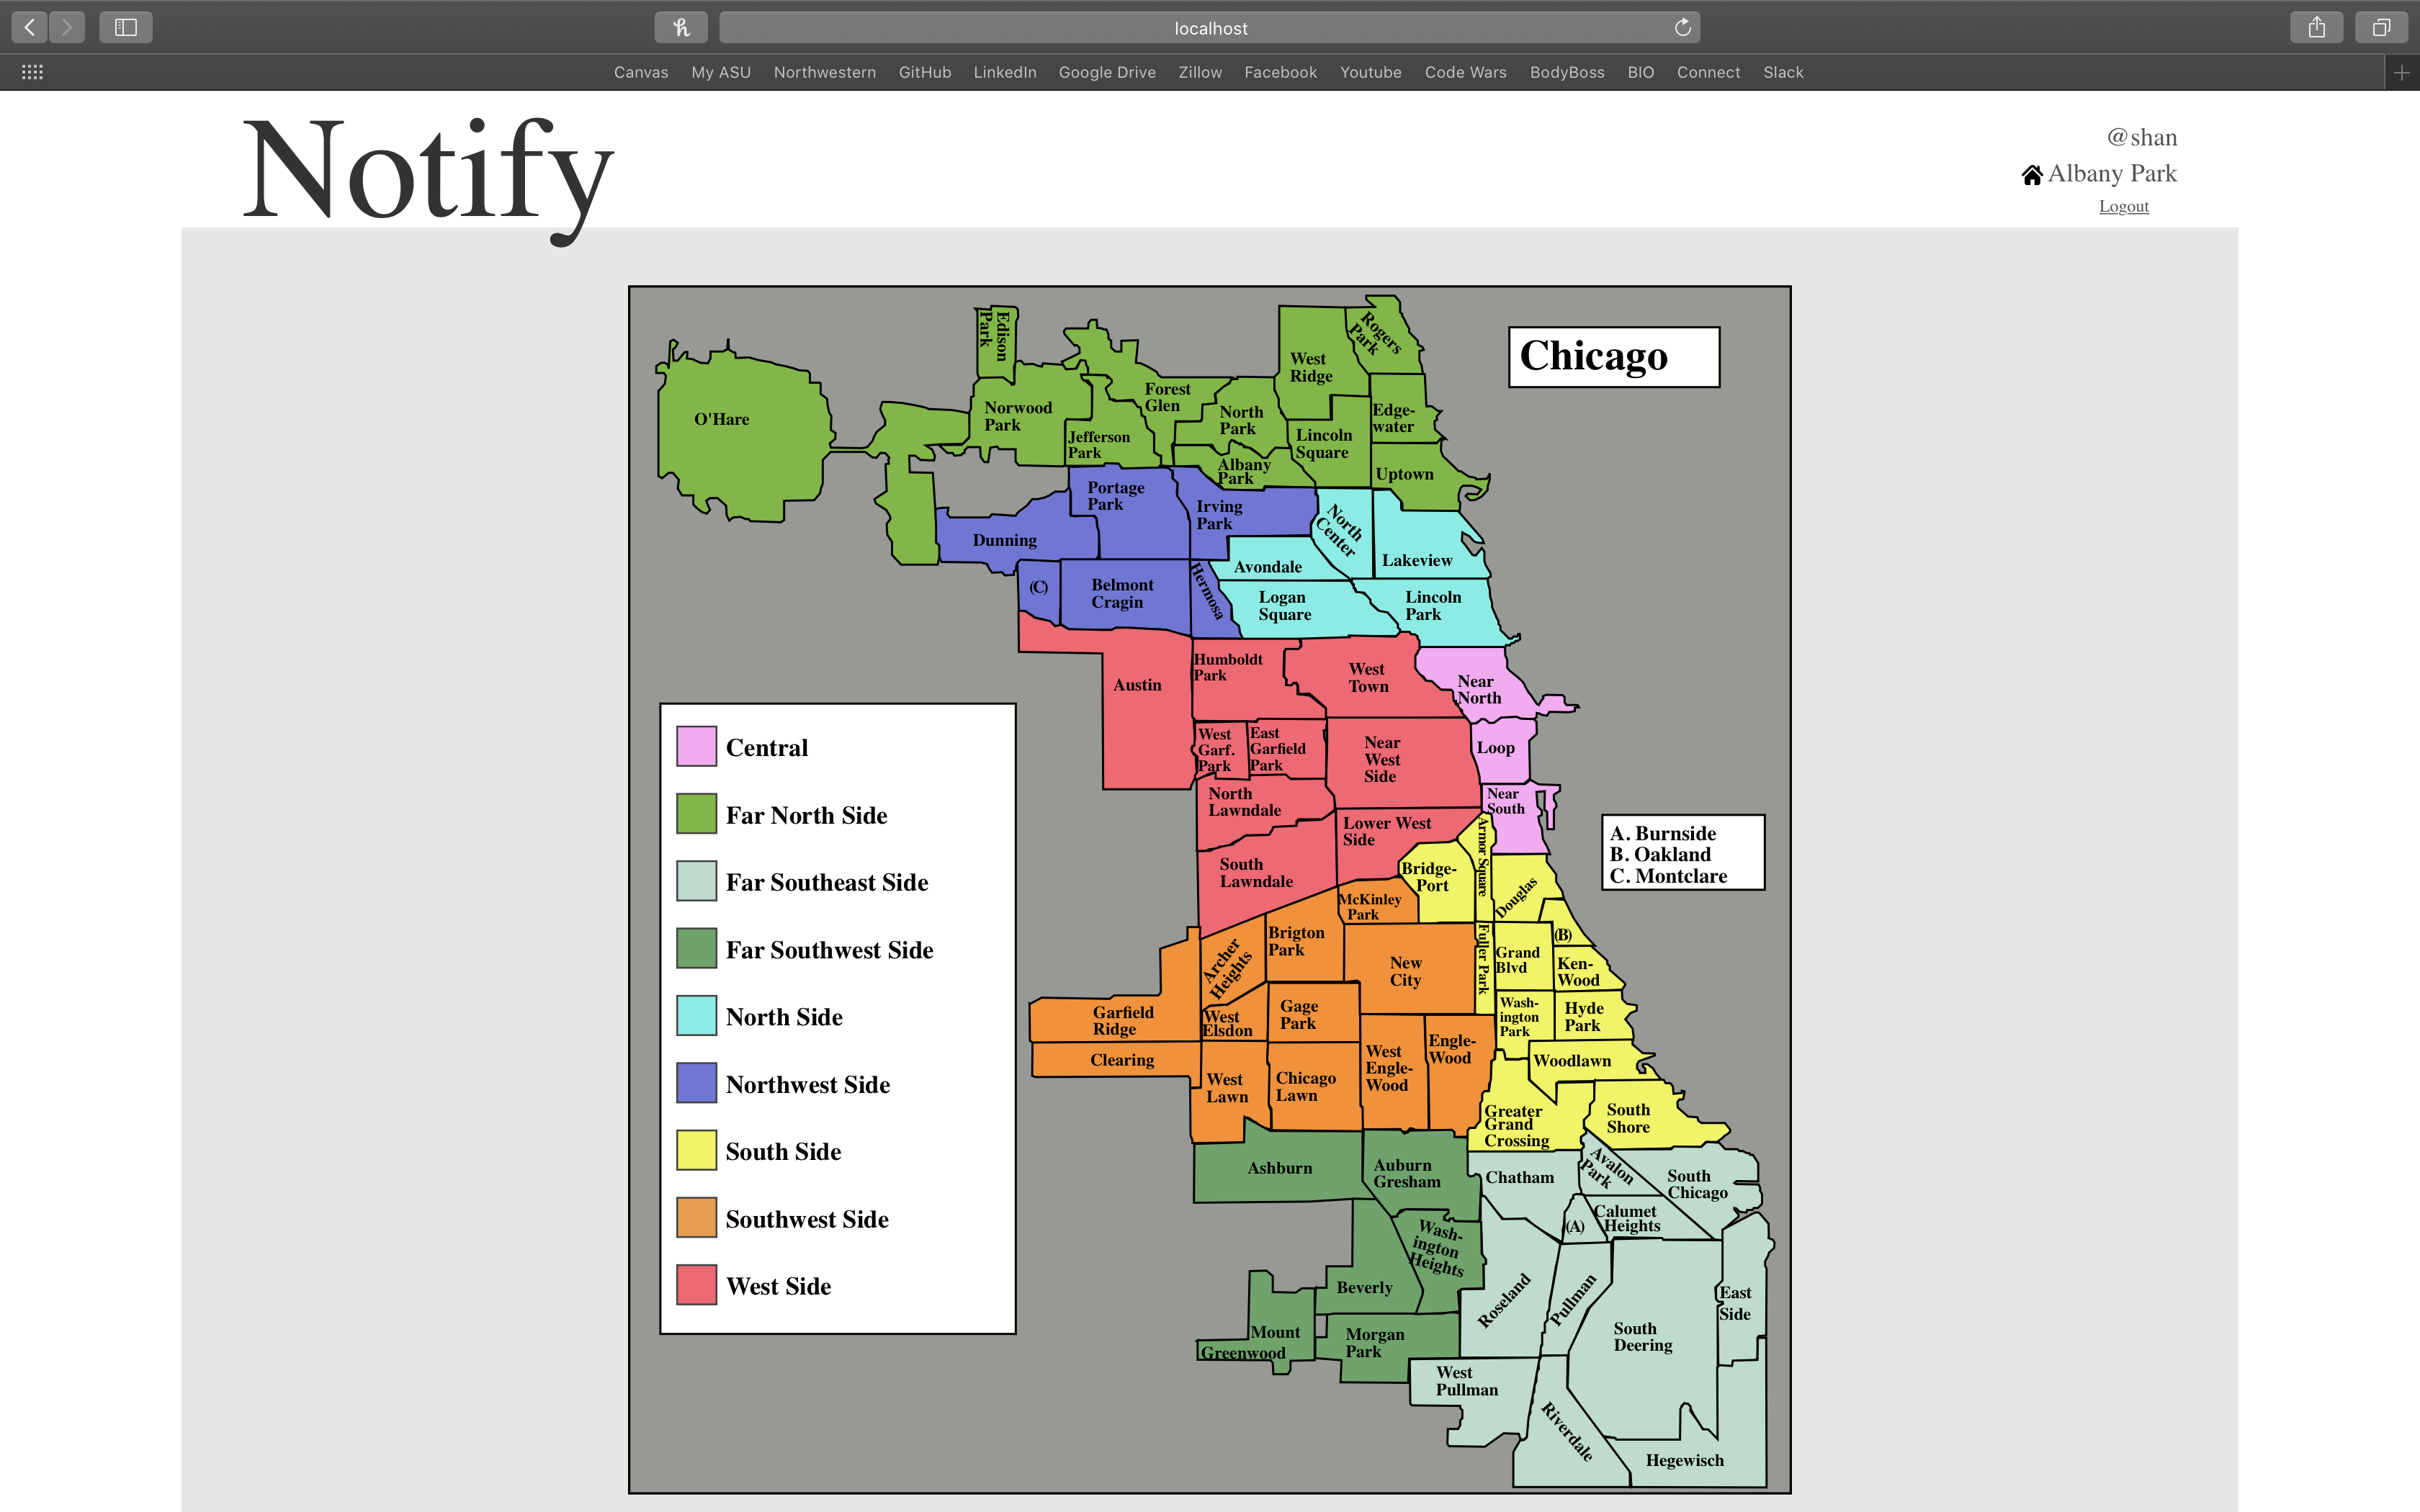 localhost
Canvas My ASU Northwestern GitHub LinkedIn Google Drive Zillow Facebook Youtube Code Wars BodyBoss BIO Connect Slack
Notify
@shan
Albany Park
Logout
Chicago
Edison
Park
Rogers
Park
West
Ridge
O'Hare
Norwood
Park
Forest
Glen
North
Park
Edge-
water
Jefferson
Park
Lincoln
Square
Albany
Park
Uptown
Portage
Park
Irving
Park
North
Center
Dunning
Avondale
Lakeview
(C)
Belmont
Cragin
Hermosa
Logan
Square
Lincoln
Park
Austin
Humboldt
Park
West
Town
Near
North
West
Garf.
Park
East
Garfield
Park
Near
West
Side
Loop
North
Lawndale
Near
South
Lower West
Side
Armor Square
South
Lawndale
Bridge-
Port
Douglas
McKinley
Park
Brigton
Park
Archer
Heights
New
City
Fuller Park
Grand
Blvd
(B)
Ken-
Wood
Garfield
Ridge
West
Elsdon
Gage
Park
Wash-
ington
Park
Hyde
Park
Clearing
West
Lawn
Chicago
Lawn
West
Engle-
Wood
Engle-
Wood
Woodlawn
Greater
Grand
Crossing
South
Shore
Ashburn
Auburn
Gresham
Chatham
Avalon
Park
South
Chicago
Wash-
ington
Heights
(A)
Calumet
Heights
Beverly
Roseland
Pullman
East
Side
Mount
Greenwood
Morgan
Park
South
Deering
West
Pullman
Riverdale
Hegewisch
Central
Far North Side
Far Southeast Side
Far Southwest Side
North Side
Northwest Side
South Side
Southwest Side
West Side
A. Burnside
B. Oakland
C. Montclare